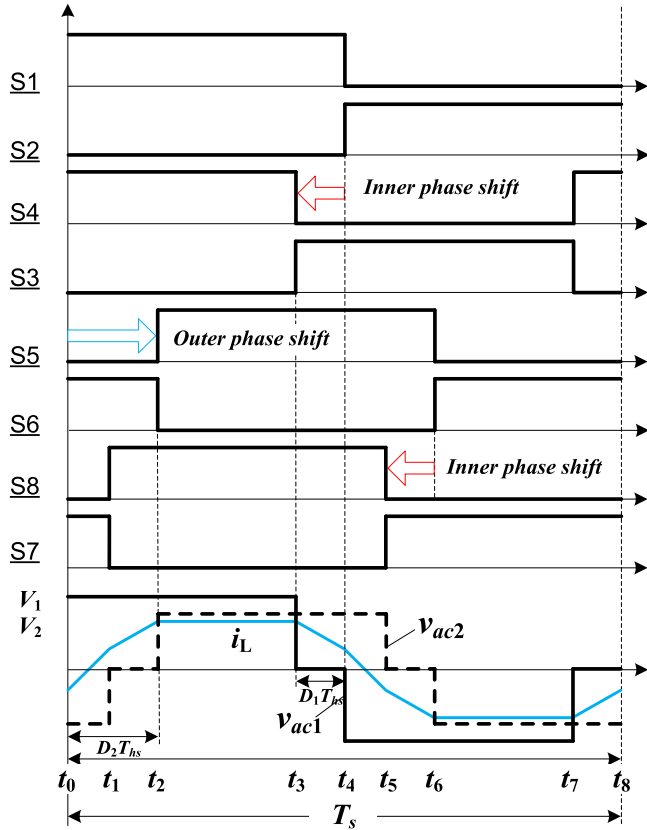 S1
S2
Inner phase shift
S4
S3
Outer phase shift
S5
S6
S8
Inner phase shift
S7
V1
V2
vac2
iL
D1Ths
vac1
D2Ths
t0 t1 t2 t3 t4 t5 t6 t7 t8
Ts